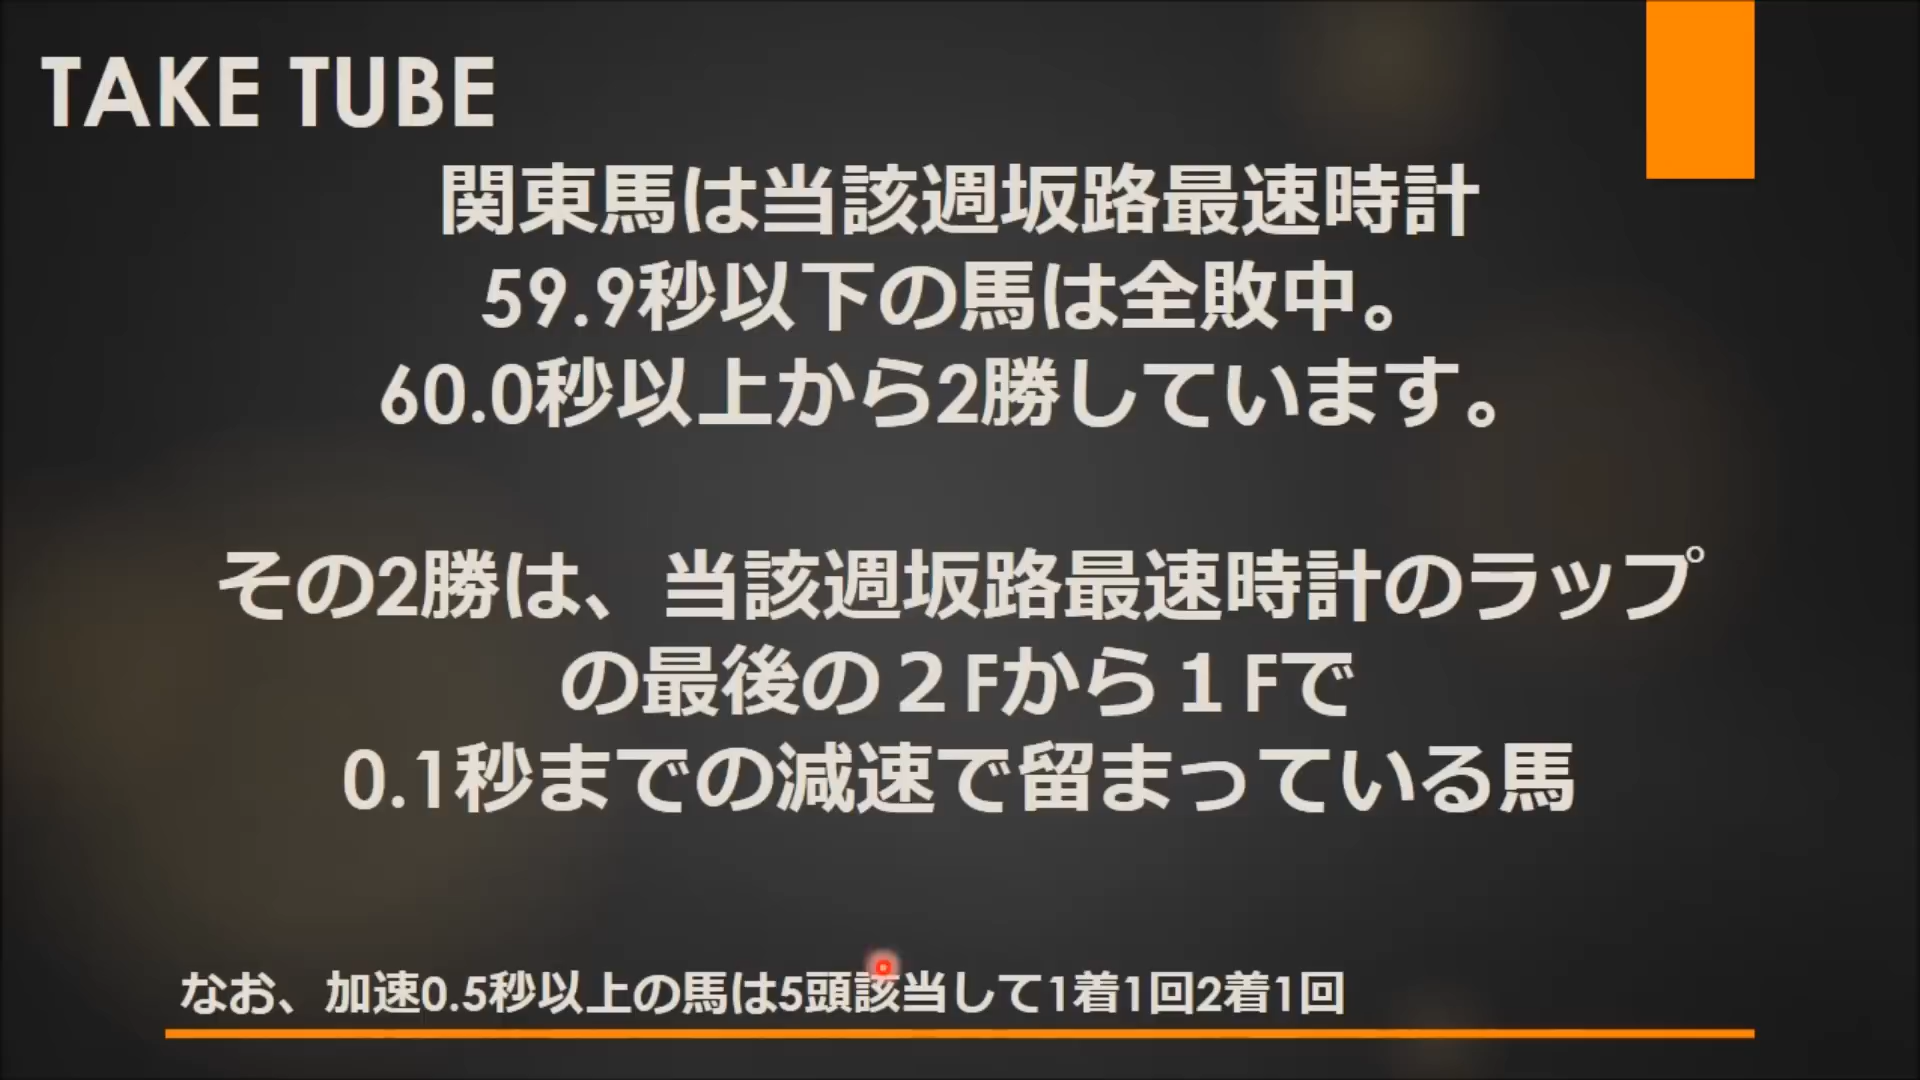 TAKE TUBE
関東馬は当該週坂路最速時計
59.9秒以下の馬は全敗中。
60.0秒以上から2勝しています。
その2勝は、当該週坂路最速時計のラップ
の最後の２Fから１Fで
0.1秒までの減速で留まっている馬
なお、加速0.5秒以上の馬は5頭該当して1着1回2着1回